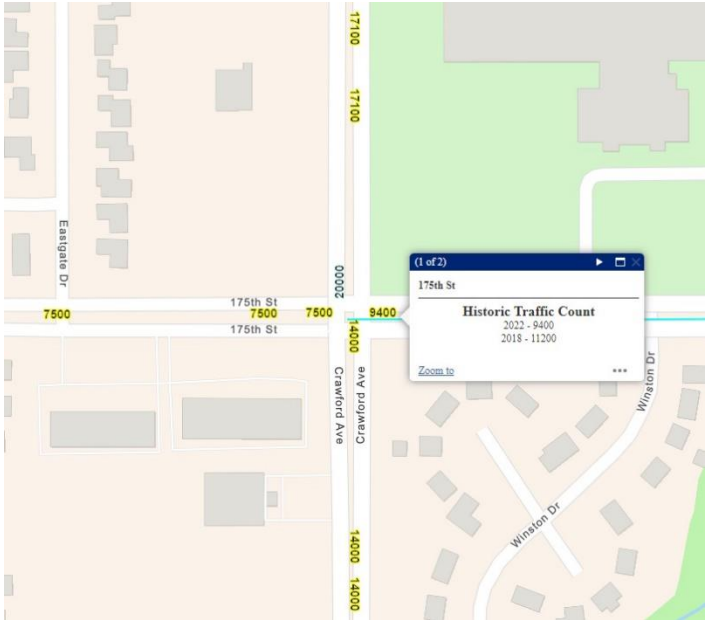 17100
17100
Eastgate Dr
20000
(1 of 2)
175th St
Historic Traffic Count
2022 - 9400
2018 - 11200
Zoom to
175th St
7500
7500
7500
9400
175th St
14000
Crawford Ave
Crawford Ave
Winston Dr
Winston Dr
14000
14000